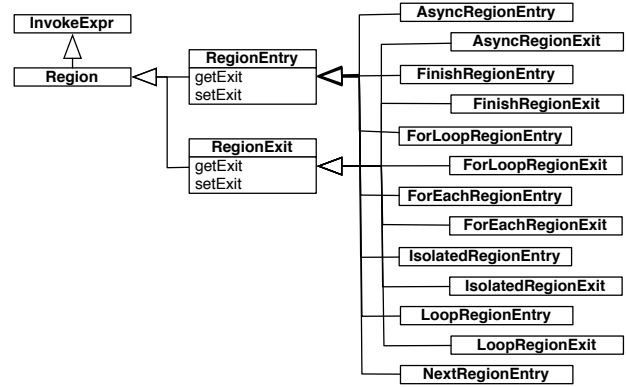 InvokeExpr
Region
RegionEntry
getExit
setExit
RegionExit
getExit
setExit
AsyncRegionEntry
AsyncRegionExit
FinishRegionEntry
FinishRegionExit
ForLoopRegionEntry
ForLoopRegionExit
ForEachRegionEntry
ForEachRegionExit
IsolatedRegionEntry
IsolatedRegionExit
LoopRegionEntry
LoopRegionExit
NextRegionEntry